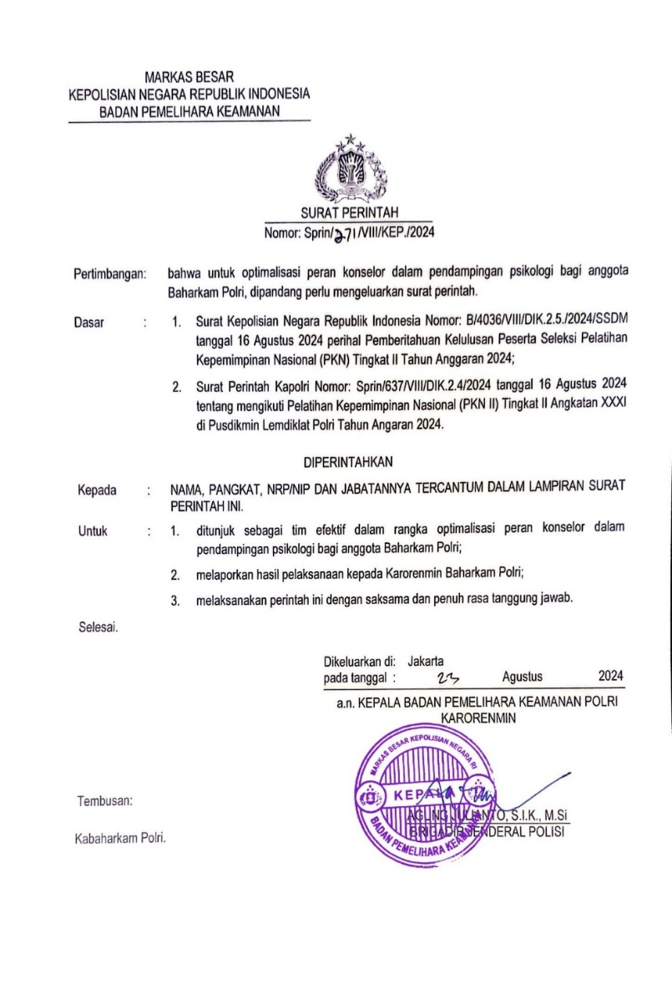 MARKAS BESAR
KEPOLISIAN NEGARA REPUBLIK INDONESIA
BADAN PEMELIHARA KEAMANAN
SURAT PERINTAH
Nomor: Sprin/271/VIII/KEP./2024
Pertimbangan: bahwa untuk optimalisasi peran konselor dalam pendampingan psikologi bagi anggota
Baharkam Polri, dipandang perlu mengeluarkan surat perintah.
Dasar : 1. Surat Kepolisian Negara Republik Indonesia Nomor: B/4036/VIII/DIK.2.5./2024/SSDM
tanggal 16 Agustus 2024 perihal Pemberitahuan Kelulusan Peserta Seleksi Pelatihan
Kepemimpinan Nasional (PKN) Tingkat II Tahun Anggaran 2024;
2. Surat Perintah Kapolri Nomor: Sprin/637/VIII/DIK.2.4/2024 tanggal 16 Agustus 2024
tentang mengikuti Pelatihan Kepemimpinan Nasional (PKN II) Tingkat II Angkatan XXXI
di Pusdikmin Lemdiklat Polri Tahun Angaran 2024.
DIPERINTAHKAN
Kepada : NAMA, PANGKAT, NRP/NIP DAN JABATANNYA TERCANTUM DALAM LAMPIRAN SURAT
PERINTAH INI.
Untuk : 1. ditunjuk sebagai tim efektif dalam rangka optimalisasi peran konselor dalam
pendampingan psikologi bagi anggota Baharkam Polri;
2. melaporkan hasil pelaksanaan kepada Karorenmin Baharkam Polri;
3. melaksanakan perintah ini dengan saksama dan penuh rasa tanggung jawab.
Selesai.
Dikeluarkan di: Jakarta
pada tanggal : 23 Agustus 2024
a.n. KEPALA BADAN PEMELIHARA KEAMANAN POLRI
KARORENMIN
MARKAS BESAR KEPOLISIAN NEGARA RI
KEPALA
BADAN PEMELIHARA KEAMANAN
AGUNG JULIANTO, S.I.K., M.Si
BRIGADIR JENDERAL POLISI
Tembusan:
Kabaharkam Polri.